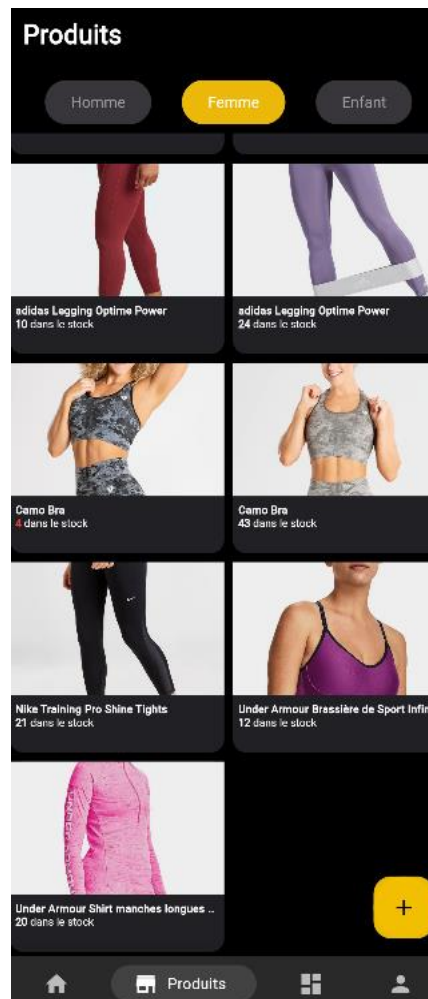 Produits
Homme
Femme
Enfant
adidas Legging Optime Power
10 dans le stock
adidas Legging Optime Power
24 dans le stock
Camo Bra
4 dans le stock
Camo Bra
43 dans le stock
Nike Training Pro Shine Tights
21 dans le stock
Under Armour Brassière de Sport Infin
12 dans le stock
Under Armour Shirt manches longues ..
20 dans le stock
+
Produits